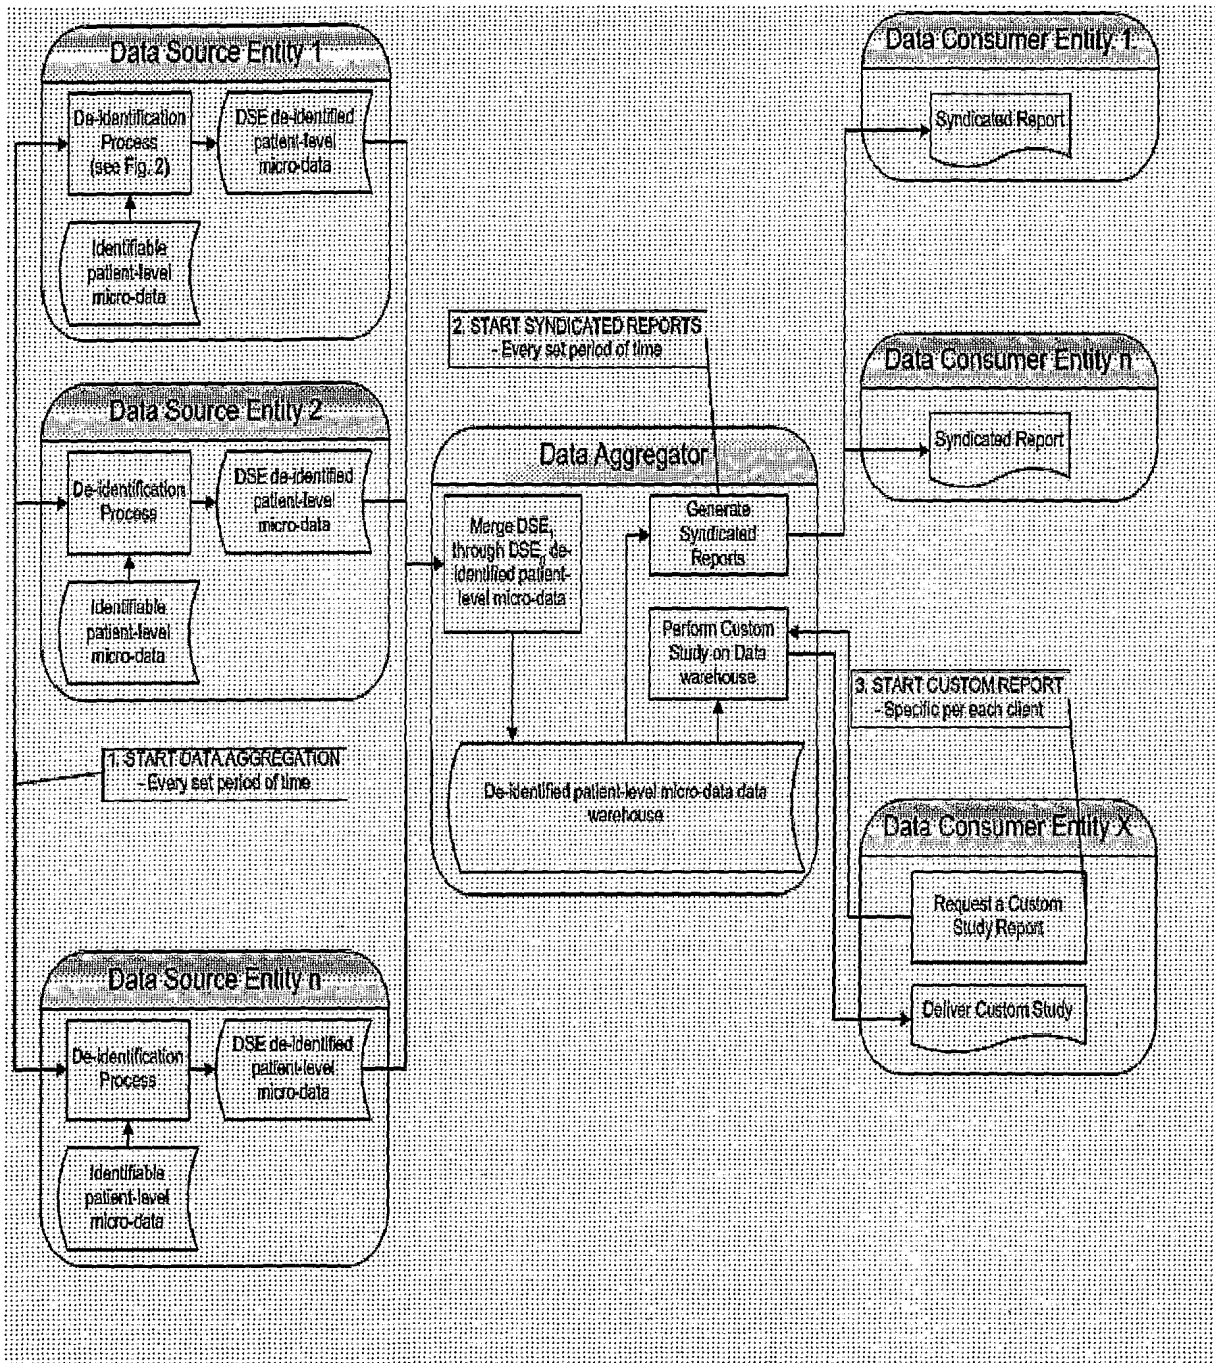 Data Source Entity 1
De-identification
Process
(see Fig. 2)
DSE de-identified
patient-level
micro-data
Identifiable
patient-level
micro-data
Data Source Entity 2
De-identification
Process
DSE de-identified
patient-level
micro-data
Identifiable
patient-level
micro-data
1. START DATA AGGREGATION
- Every set period of time
Data Source Entity n
De-identification
Process
DSE de-identified
patient-level
micro-data
Identifiable
patient-level
micro-data
2. START SYNDICATED REPORTS
- Every set period of time
Data Aggregator
Merge DSE1
through DSEn de-
identified patient-
level micro-data
Generate
Syndicated
Reports
Perform Custom
Study on Data
warehouse
De-identified patient-level micro-data data
warehouse
Data Consumer Entity 1
Syndicated Report
Data Consumer Entity n
Syndicated Report
3. START CUSTOM REPORT
- Specific per each client
Data Consumer Entity X
Request a Custom
Study Report
Deliver Custom Study